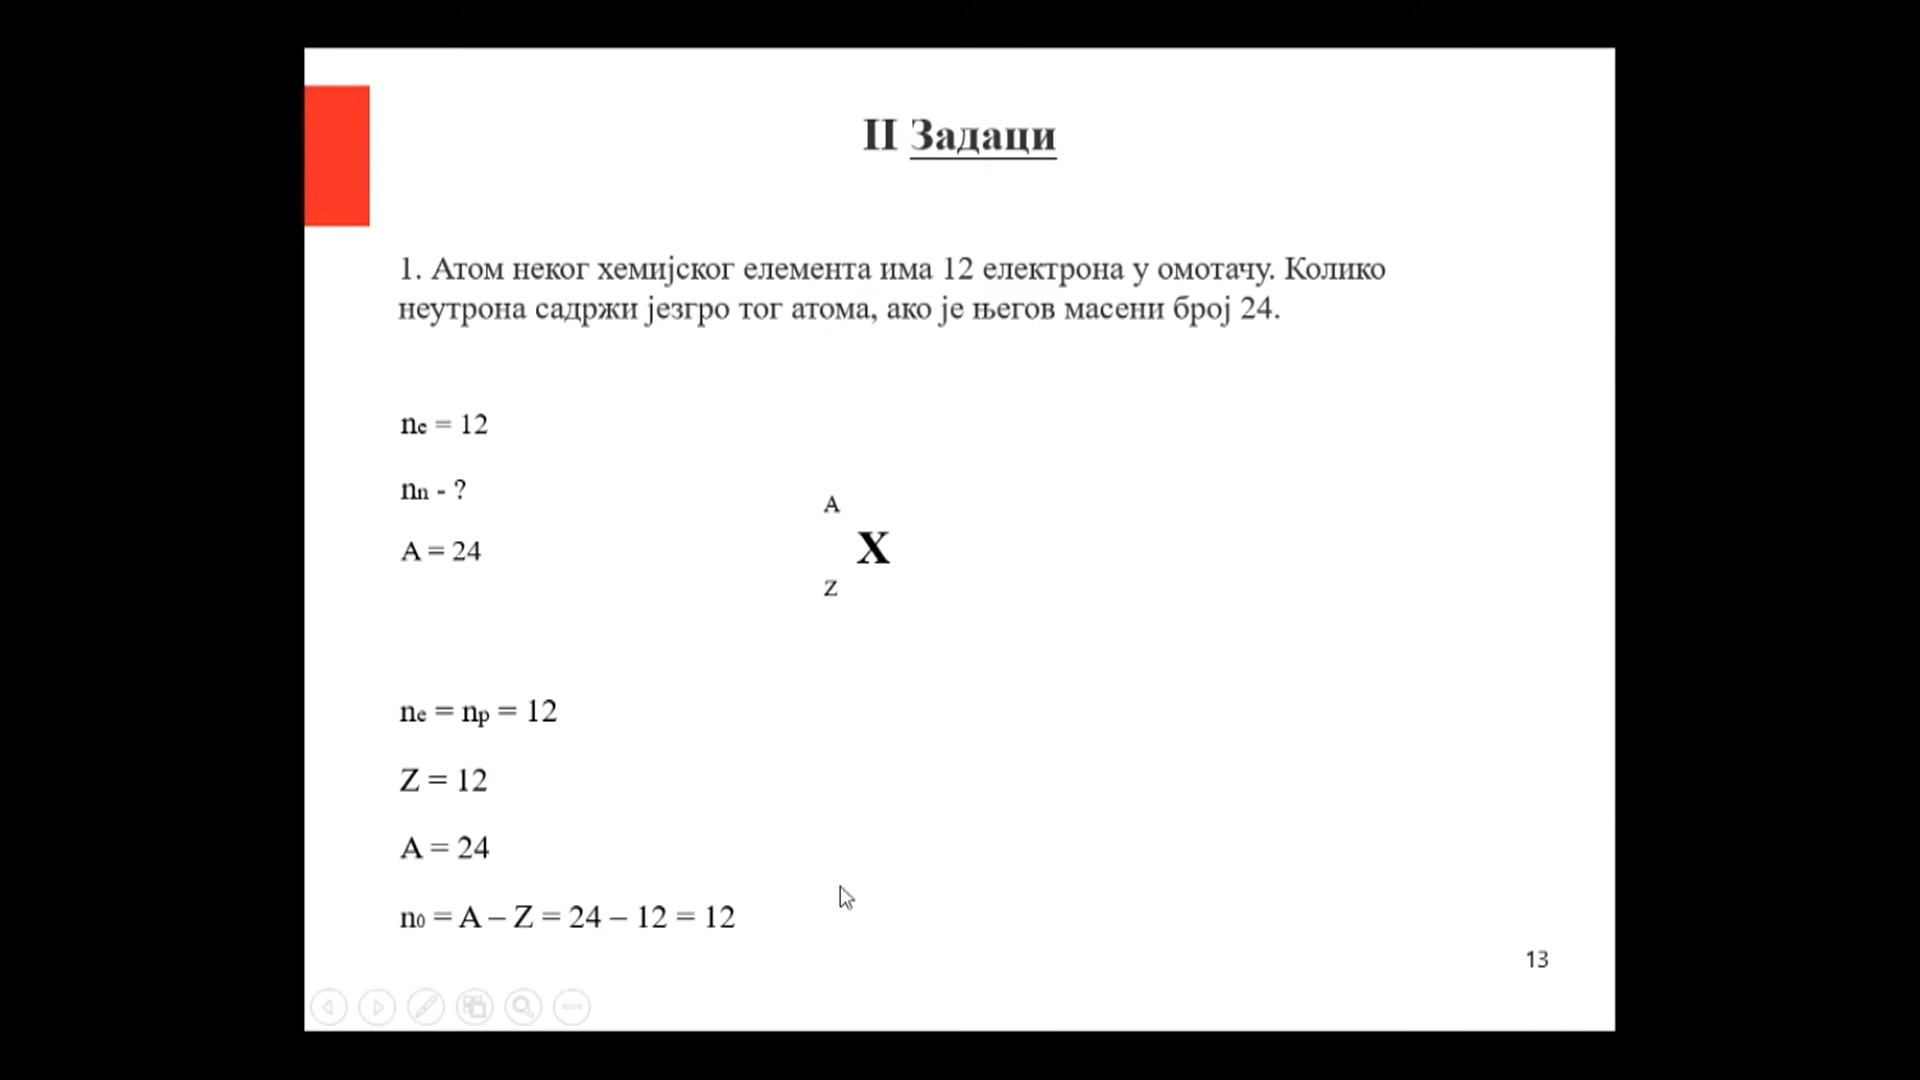 II Задаци
1. Атом неког хемијског елемента има 12 електрона у омотачу. Колико
неутрона садржи језгро тог атома, ако је његов масени број 24.
ne = 12
nn - ?
A = 24
A
X
Z
ne = np = 12
Z = 12
A = 24
n0 = A – Z = 24 – 12 = 12
13